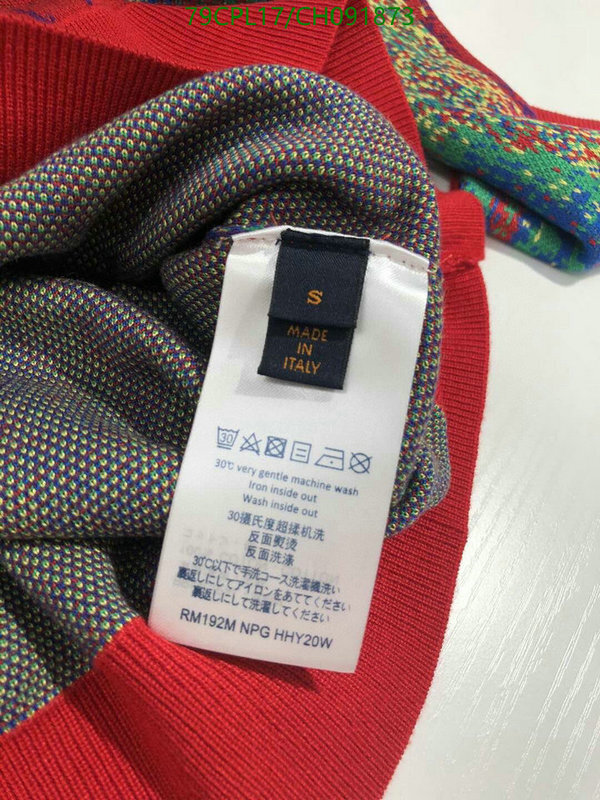 79CPL17/CH091873
S
MADE
IN
ITALY
30
30℃ very gentle machine wash
Iron inside out
Wash inside out
30摄氏度超揉机洗
反面熨烫
反面洗涤
30℃以下で手洗コース洗濯機洗い
裏返しにしてアイロンをあててください
裏返しにして洗濯してください
RM192M NPG HHY20W